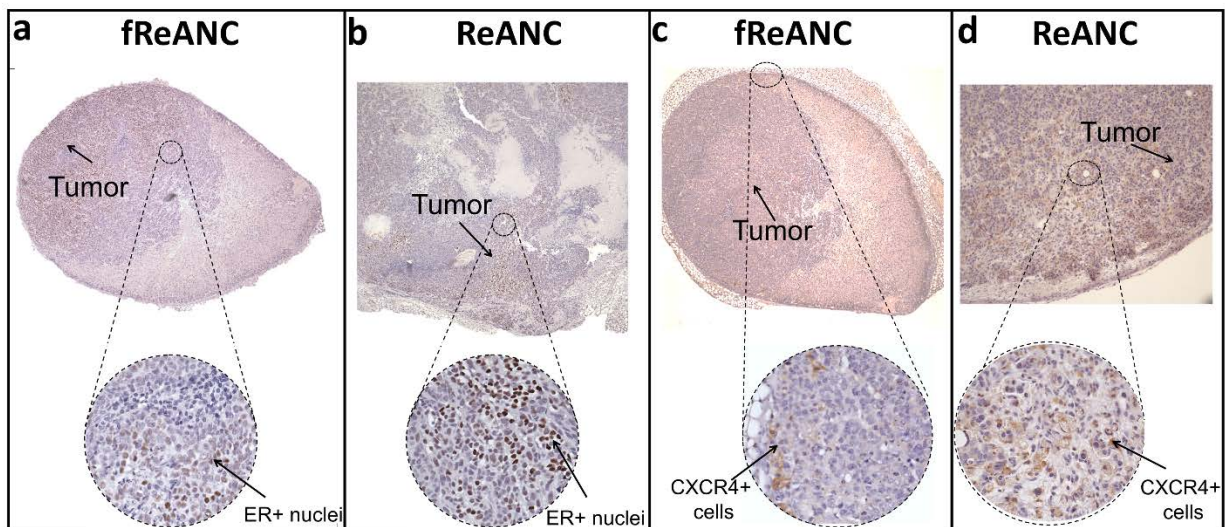 a fReANC
Tumor
ER+ nuclei
b ReANC
Tumor
ER+ nuclei
c fReANC
Tumor
CXCR4+
cells
d ReANC
Tumor
CXCR4+
cells